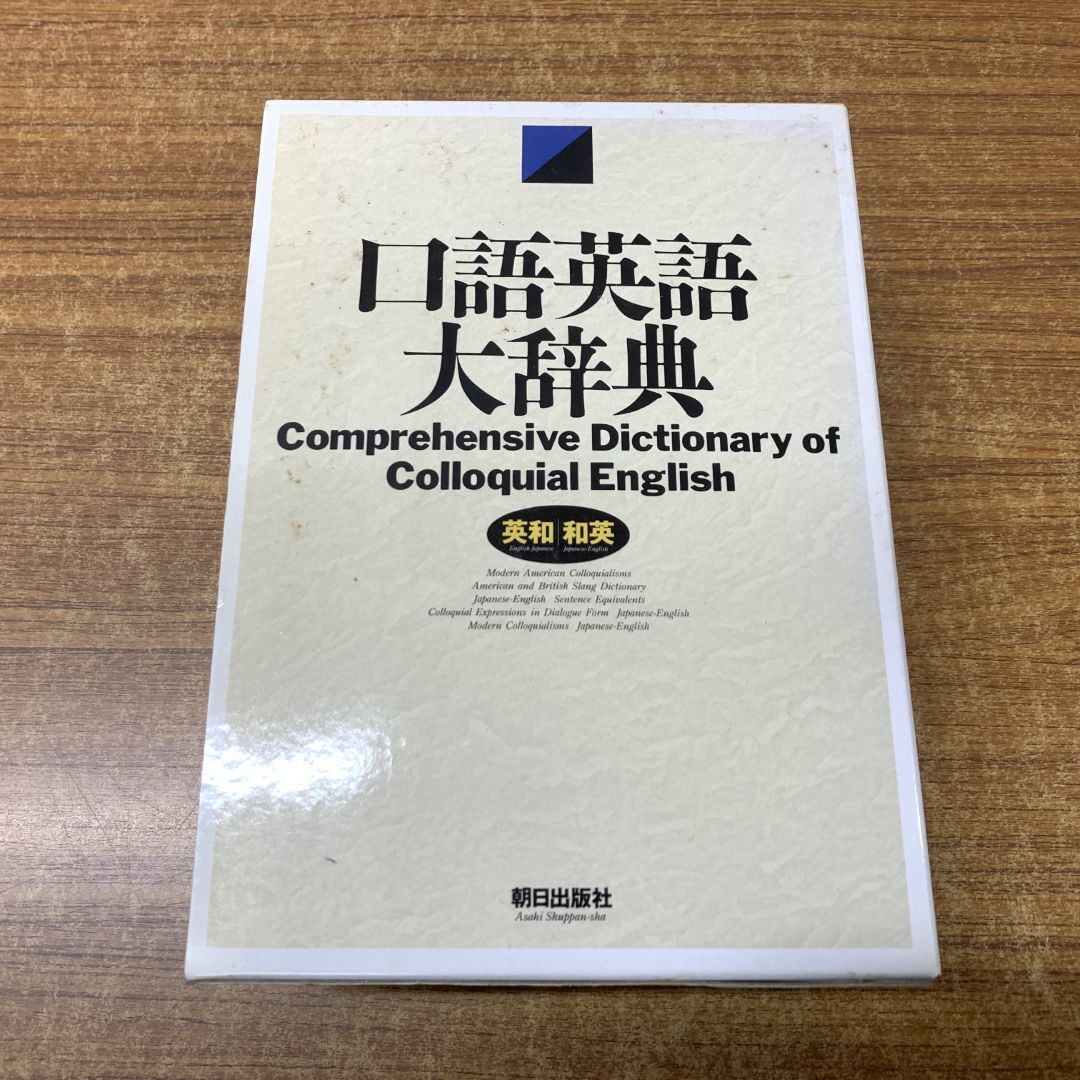 口語英語
大辞典
Comprehensive Dictionary of
Colloquial English
英和 和英
English-Japanese Japanese-English
Modern American Colloquialisms
American and British Slang Dictionary
Japanese-English Sentence Equivalents
Colloquial Expressions in Dialogue Form Japanese-English
Modern Colloquialisms Japanese-English
朝日出版社
Asahi Shuppan-sha